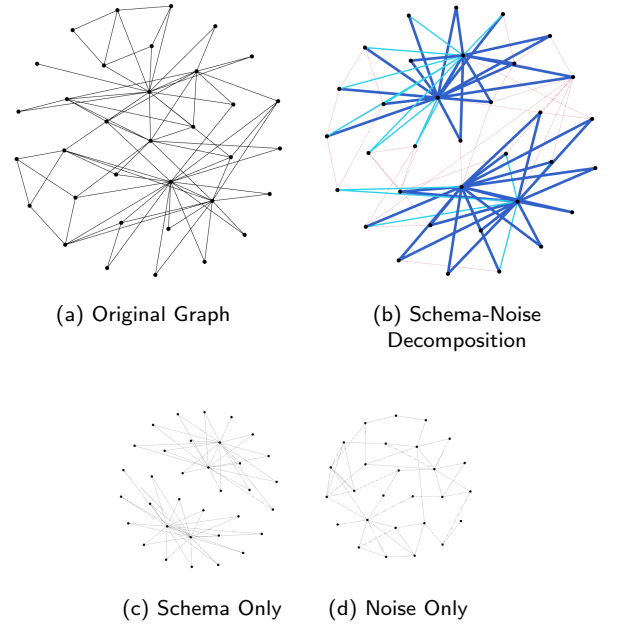 (a) Original Graph
(b) Schema-Noise
Decomposition
(c) Schema Only
(d) Noise Only